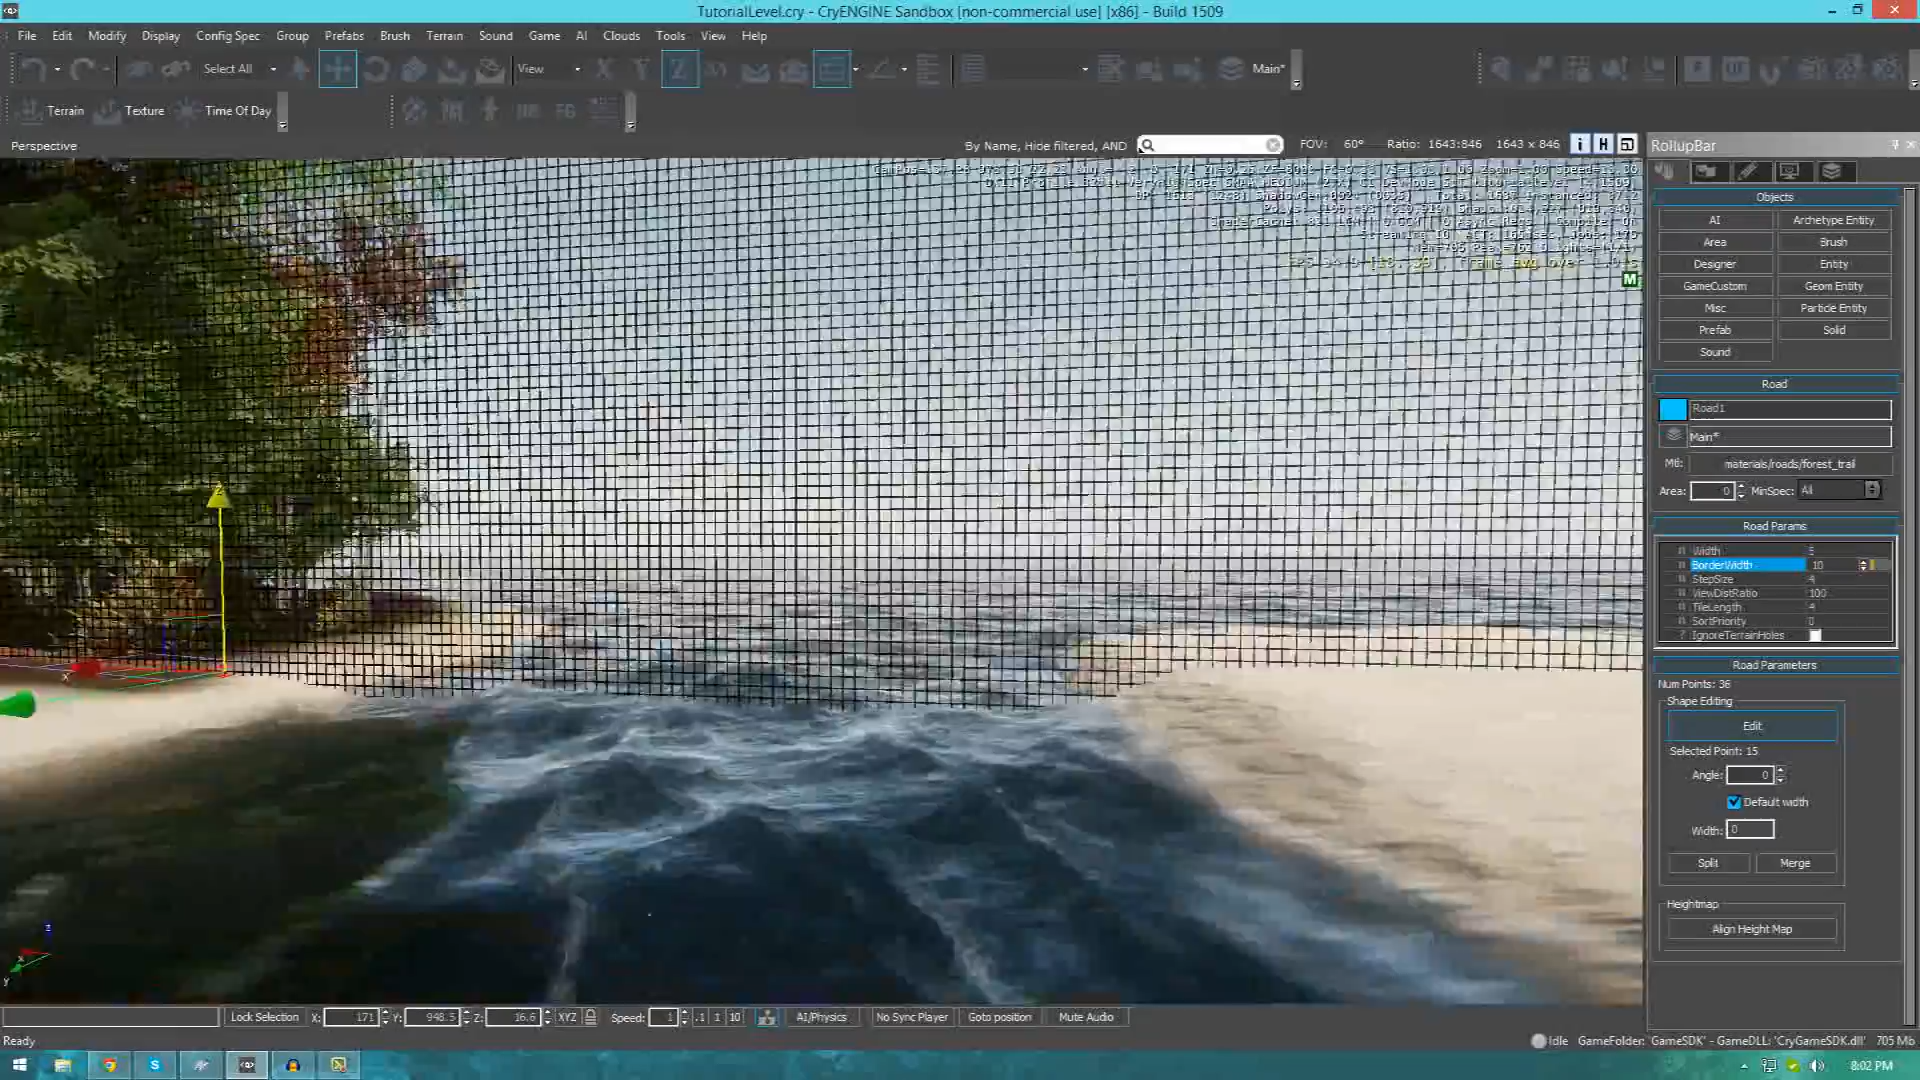 TutorialLevel.cry - CryENGINE Sandbox [non-commercial use] [x86] - Build 1509
File Edit Modify Display Config Spec Group Prefabs Brush Terrain Sound Game AI Clouds Tools View Help
Select All View XY Main*
Terrain Texture Time Of Day FG
Perspective By Name, Hide filtered, AND FOV: 60° Ratio: 1643:846 1643 x 846 i H
RollupBar
Objects
AI Archetype Entity
Area Brush
Designer Entity
GameCustom Geom Entity
Misc Particle Entity
Prefab Solid
Sound
M
Road
Road1
Main*
Mtl: materials/roads/forest_trail
Area: 0 MinSpec: All
Road Params
Width 5
BorderWidth 10
StepSize 4
ViewDistRatio 100
TileLength 4
SortPriority 0
IgnoreTerrainHoles
Road Parameters
Num Points: 36
Shape Editing
Edit
Selected Point: 15
Angle: 0
Default width
Width: 0
Split Merge
Heightmap
Align Height Map
Z
x
z
x
y
Lock Selection X: 171 Y: 948.5 Z: 16.6 XYZ Speed: 1 .1 1 10 AI/Physics No Sync Player Goto position Mute Audio
Ready Idle GameFolder: 'GameSDK' - GameDLL: 'CryGameSDK.dll' 705 Mb
8:02 PM